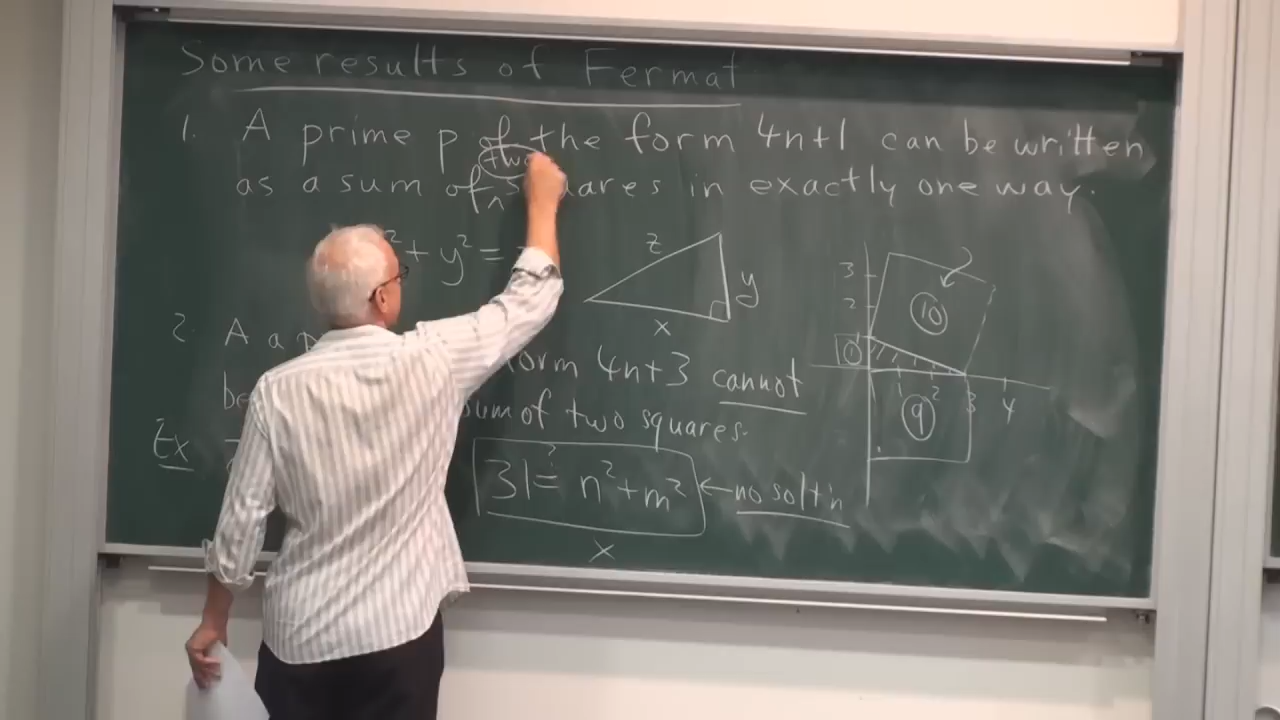 Some results of Fermat
1. A prime p of the form 4n+1 can be written
two
as a sum of ^ squares in exactly one way.
² + y² =
z
y
x
3
2
10
1
1 2 3 4
9
2. A a p
form 4n+3 cannot
be sum of two squares.
Ex
31 ?= n² + m² ← no solt'n
x